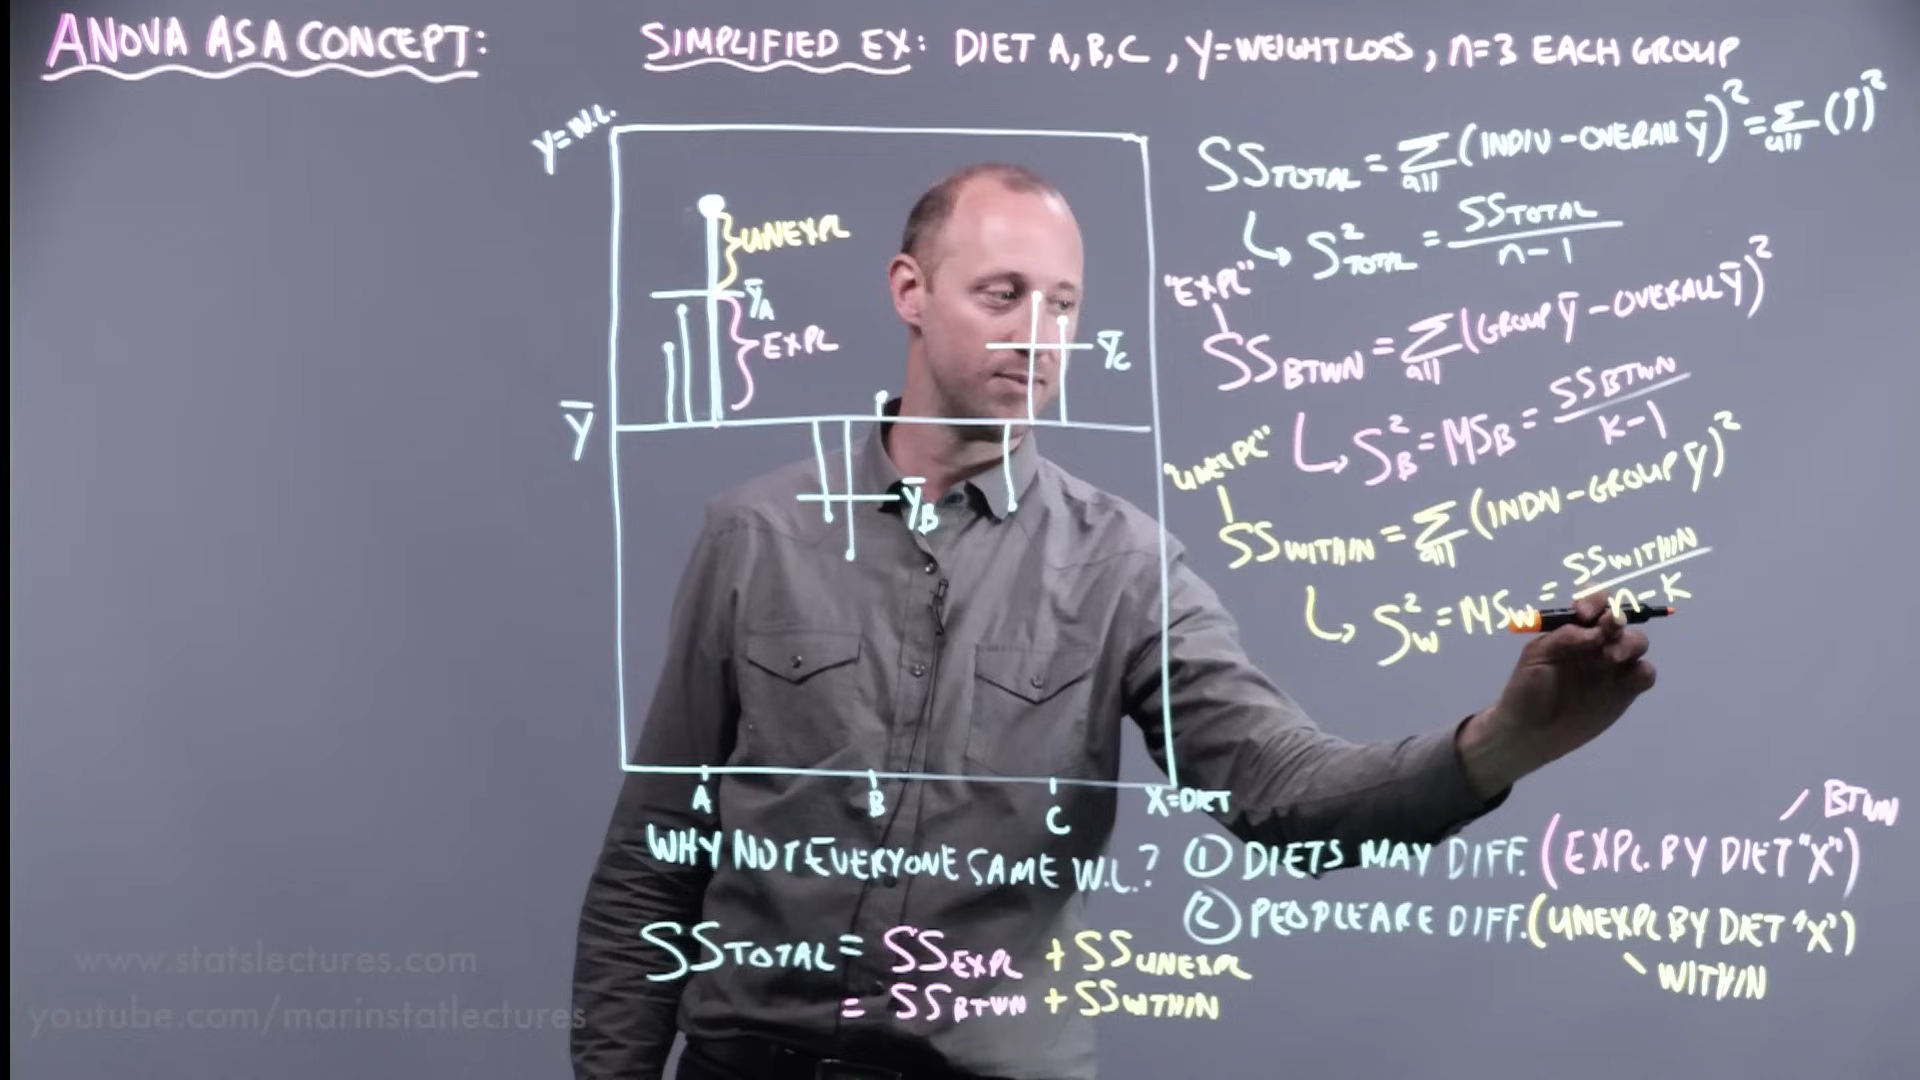 ANOVA AS A CONCEPT:
SIMPLIFIED EX: DIET A, B, C, Y=WEIGHT LOSS, n=3 EACH GROUP
Y=W.L.
UNEXPL
ȲA
EXPL
Ȳ
ȲB
ȲC
A
B
C
X=DIET
SSTOTAL = Σall (INDIV - OVERALL Ȳ)² = Σall (|)²
↳ S²TOTAL = SSTOTAL / n-1
"EXPL"
SSBTWN = Σall (GROUP Ȳ - OVERALL Ȳ)²
↳ S²B = MSB = SSBTWN / K-1
"UNEXPL"
SSWITHIN = Σall (INDIV - GROUP Ȳ)²
↳ S²W = MSW = SSWITHIN / n-K
BTWN
WHY NOT EVERYONE SAME W.L.? ① DIETS MAY DIFF. (EXPL. BY DIET "X")
② PEOPLE ARE DIFF. (UNEXPL BY DIET "X")
WITHIN
SSTOTAL = SSEXPL + SSUNEXPL
= SSBTWN + SSWITHIN
www.statslectures.com
youtube.com/marinstatlectures